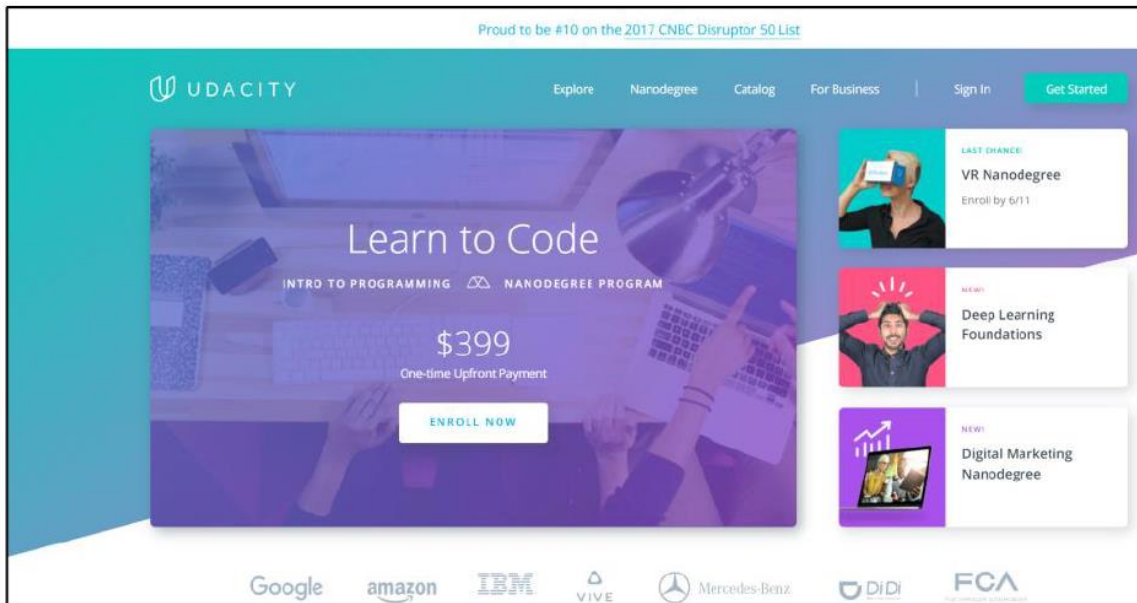 Proud to be #10 on the 2017 CNBC Disruptor 50 List
UDACITY
Explore Nanodegree Catalog For Business Sign In Get Started
Learn to Code
INTRO TO PROGRAMMING NANODEGREE PROGRAM
$399
One-time Upfront Payment
ENROLL NOW
LAST CHANCE!
VR Nanodegree
Enroll by 6/11
NEW!
Deep Learning
Foundations
NEW!
Digital Marketing
Nanodegree
Google amazon IBM VIVE Mercedes-Benz DiDi FCA